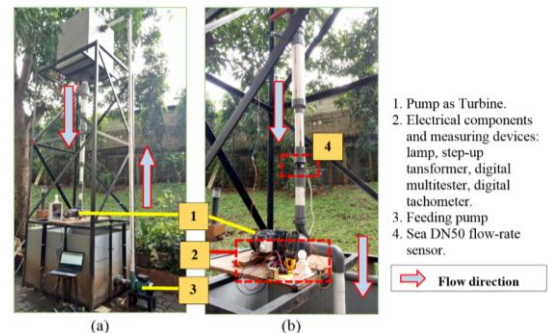 4
1
2
3
1. Pump as Turbine.
2. Electrical components
and measuring devices:
lamp, step-up
tansformer, digital
multitester, digital
tachometer.
3. Feeding pump
4. Sea DN50 flow-rate
sensor.
Flow direction
(a)
(b)